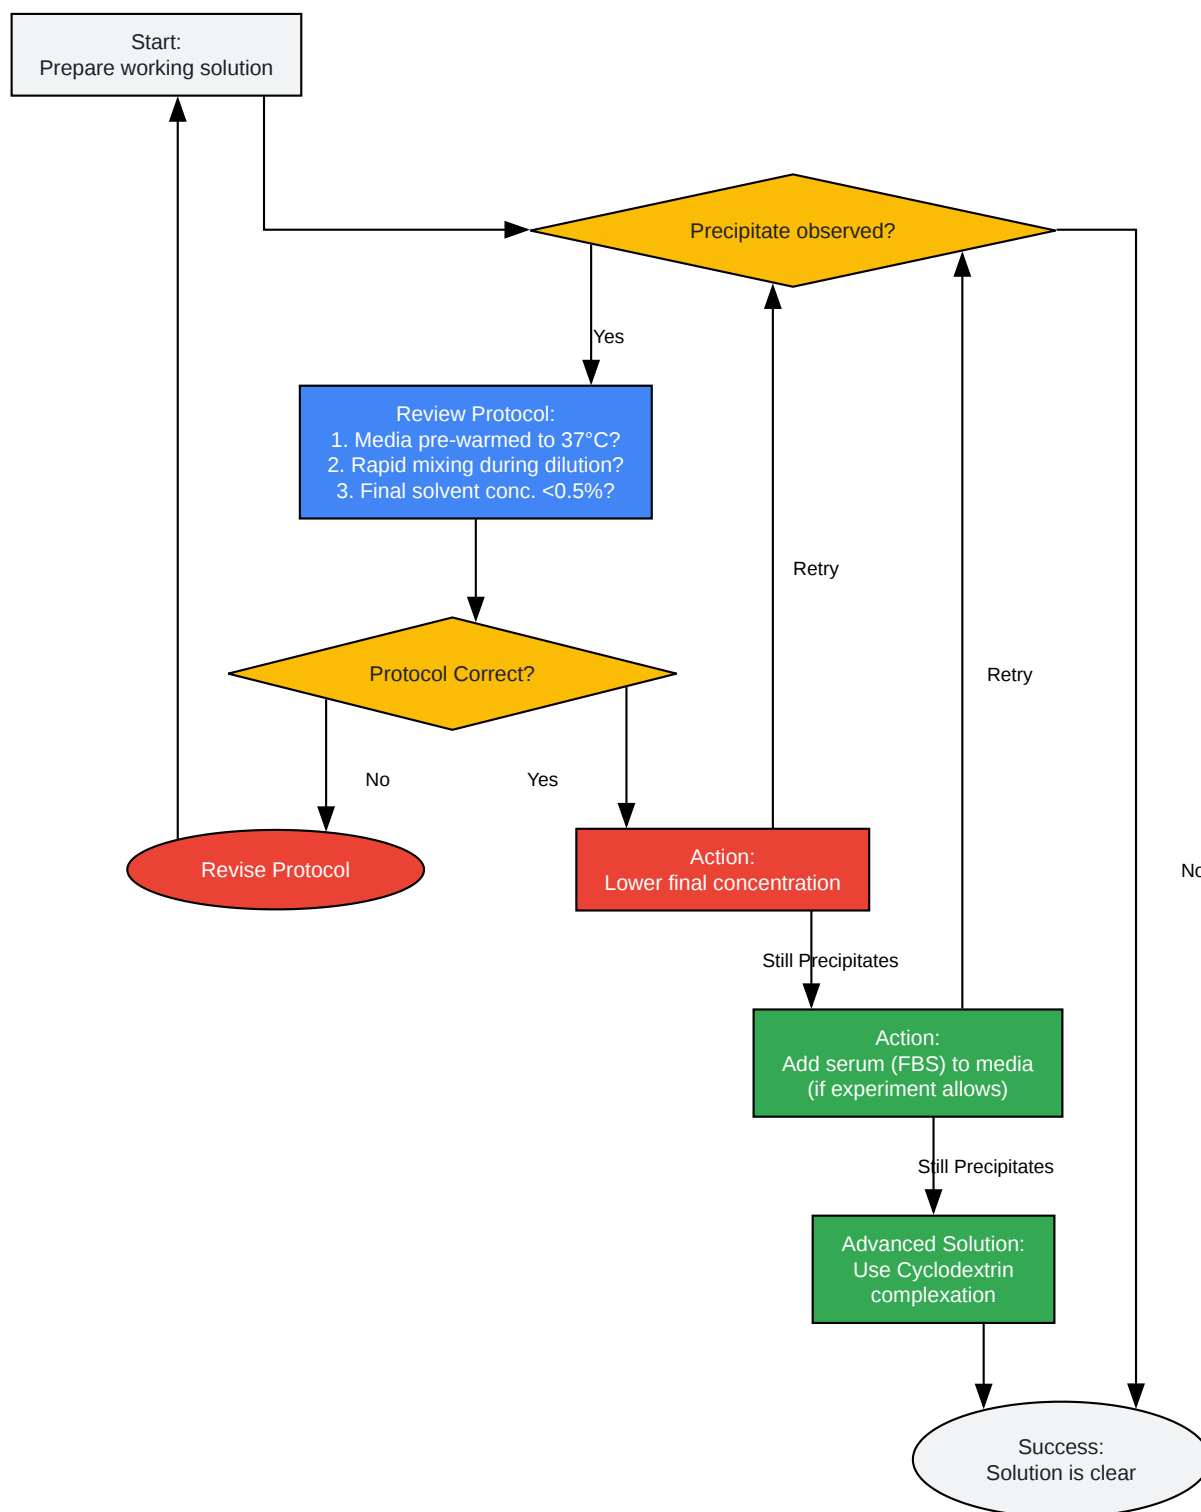 Start:
Prepare working solution
Precipitate observed?
Yes
Review Protocol:
1. Media pre-warmed to 37°C?
2. Rapid mixing during dilution?
3. Final solvent conc. <0.5%?
Retry
Protocol Correct?
Retry
No
Yes
Action:
Lower final concentration
Revise Protocol
No
Still Precipitates
Action:
Add serum (FBS) to media
(if experiment allows)
Still Precipitates
Advanced Solution:
Use Cyclodextrin
complexation
Success:
Solution is clear